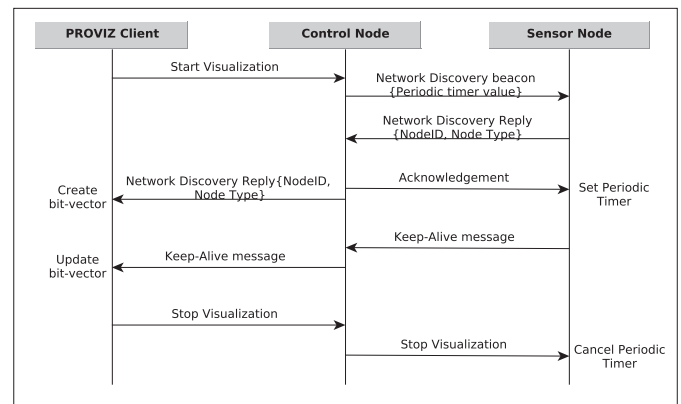 PROVIZ Client
Control Node
Sensor Node
Start Visualization
Network Discovery beacon
{Periodic timer value}
Network Discovery Reply
{NodeID, Node Type}
Network Discovery Reply{NodeID,
Node Type}
Acknowledgement
Create
bit-vector
Set Periodic
Timer
Keep-Alive message
Update
bit-vector
Keep-Alive message
Stop Visualization
Stop Visualization
Cancel Periodic
Timer